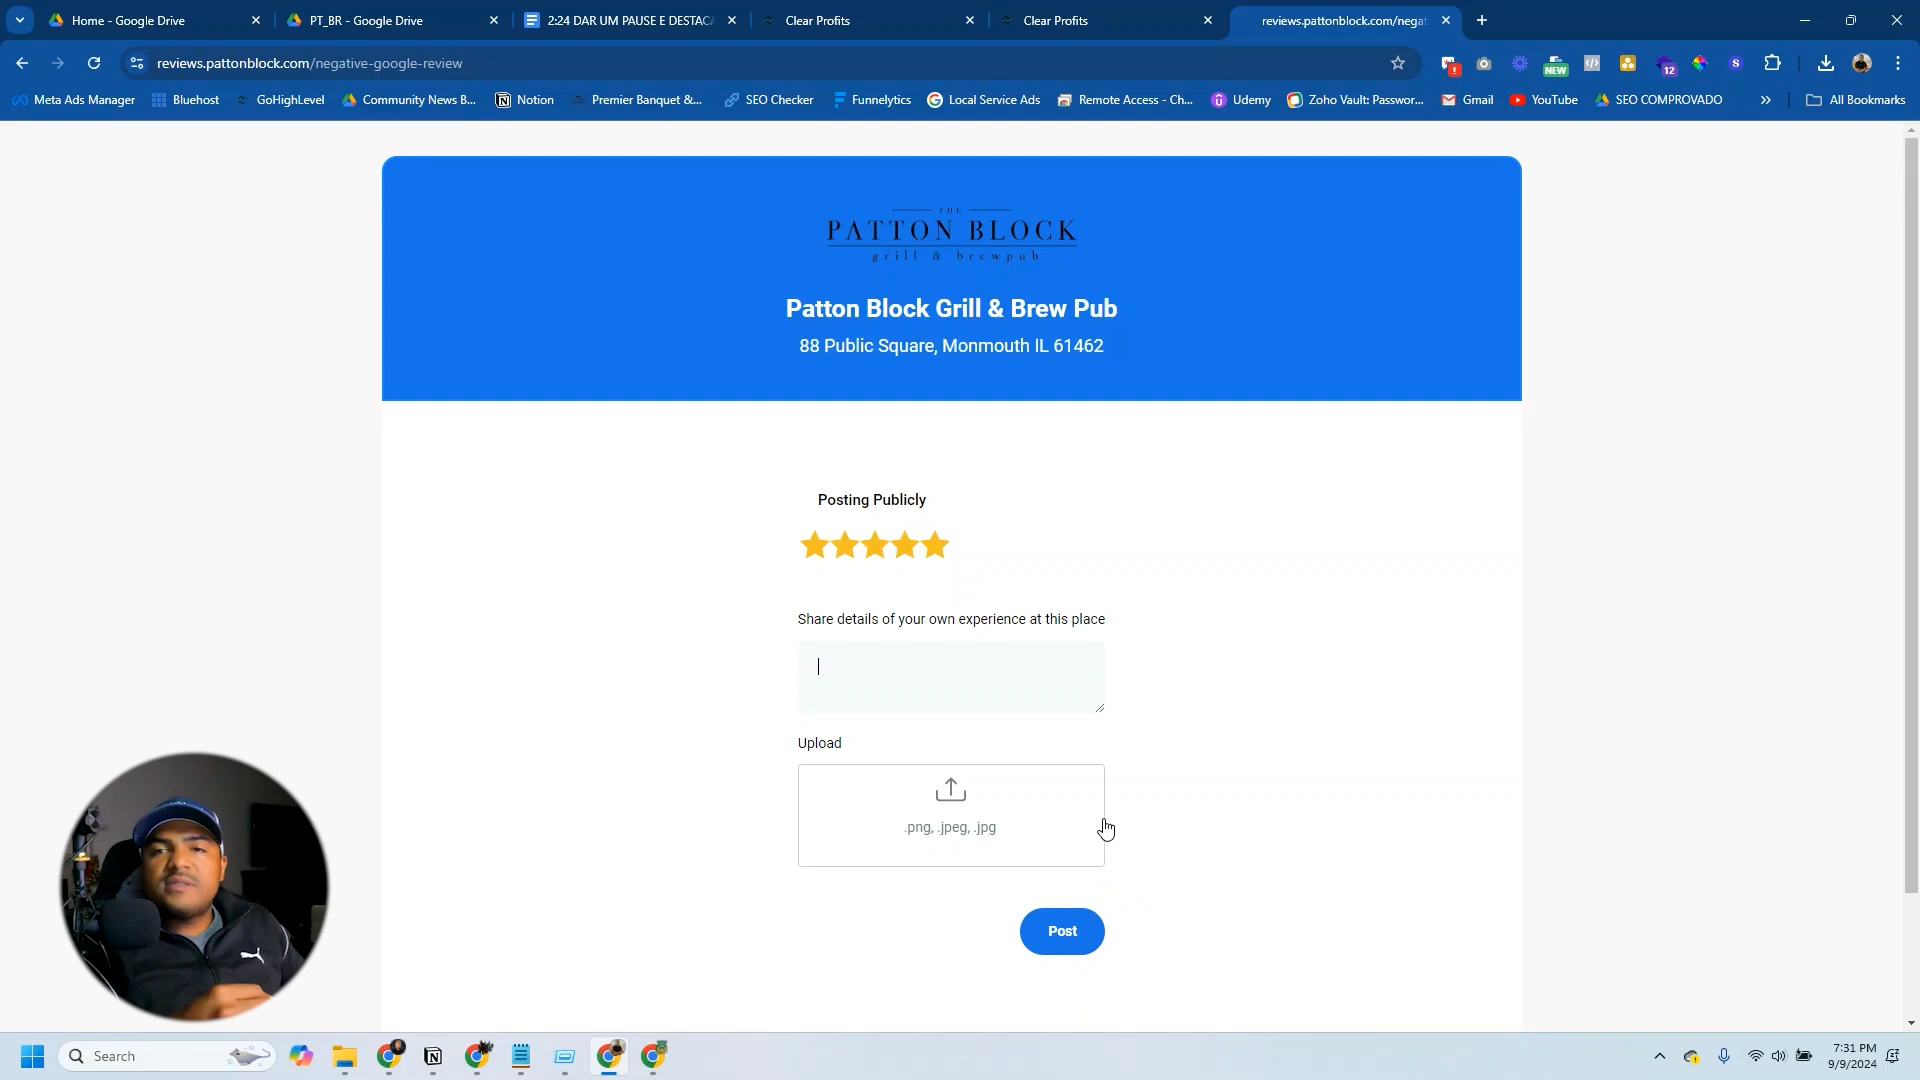 Home - Google Drive
PT_BR - Google Drive
2:24 DAR UM PAUSE E DESTACA
Clear Profits
Clear Profits
reviews.pattonblock.com/negat
reviews.pattonblock.com/negative-google-review
NEW
12
S
Meta Ads Manager
Bluehost
GoHighLevel
Community News B...
Notion
Premier Banquet &...
SEO Checker
Funnelytics
Local Service Ads
Remote Access - Ch...
Udemy
Zoho Vault: Passwor...
Gmail
YouTube
SEO COMPROVADO
All Bookmarks
THE
PATTON BLOCK
grill & brewpub
Patton Block Grill & Brew Pub
88 Public Square, Monmouth IL 61462
Posting Publicly
Share details of your own experience at this place
Upload
.png, .jpeg, .jpg
Post
Search
7:31 PM
9/9/2024